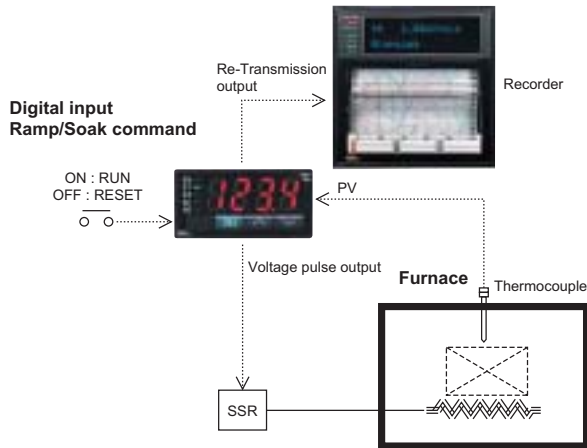 Re-Transmission
output
Recorder
Digital input
Ramp/Soak command
ON : RUN
OFF : RESET
123.4
PV
Voltage pulse output
Furnace
Thermocouple
SSR